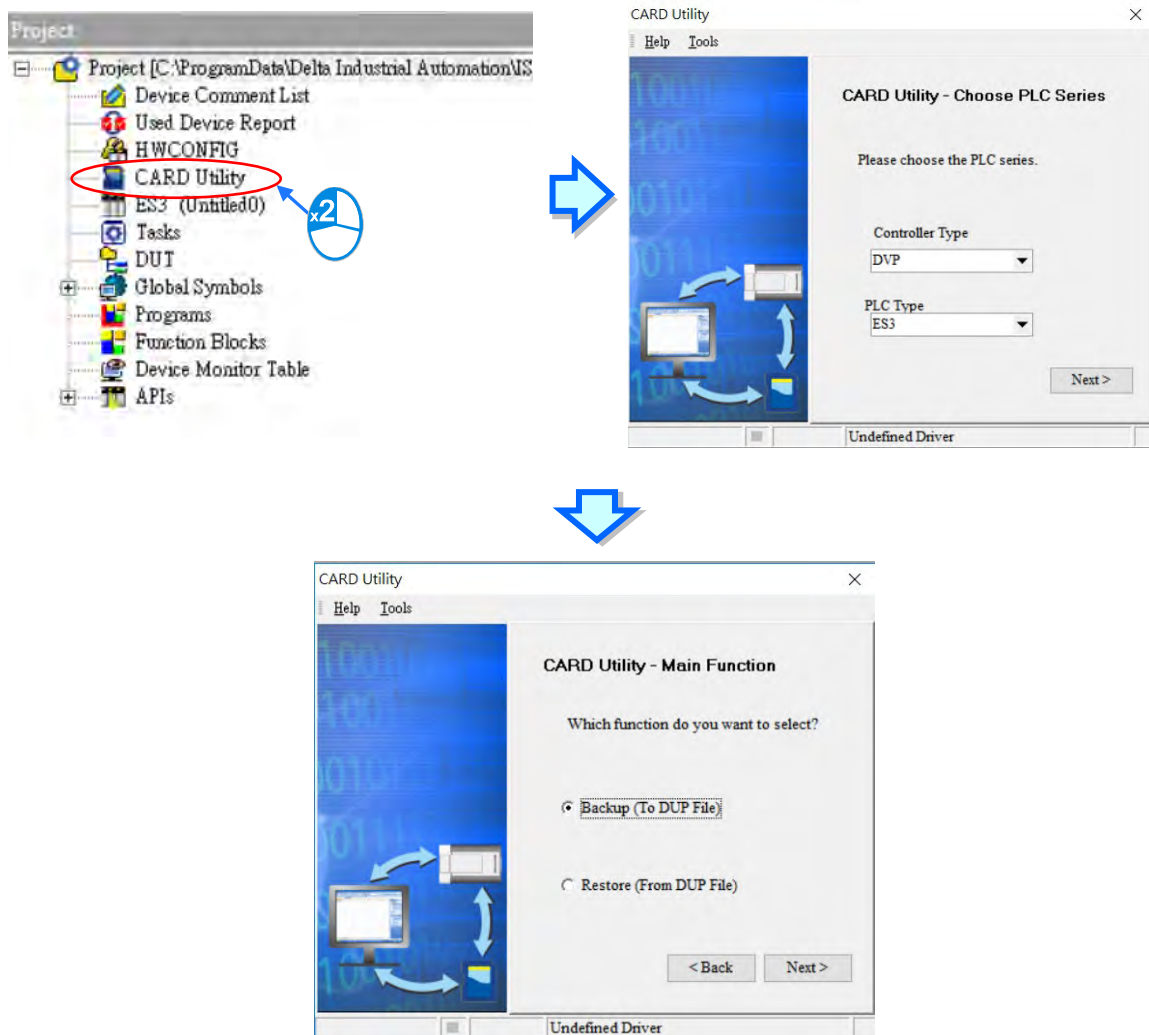 Project
Project [C:\ProgramData\Delta Industrial Automation\IS
Device Comment List
Used Device Report
HWCONFIG
CARD Utility
ES3 (Untitled0)
Tasks
DUT
Global Symbols
Programs
Function Blocks
Device Monitor Table
APIs
x2
CARD Utility
Help Tools
CARD Utility - Choose PLC Series
Please choose the PLC series.
Controller Type
DVP
PLC Type
ES3
Next >
Undefined Driver
CARD Utility
Help Tools
CARD Utility - Main Function
Which function do you want to select?
Backup (To DUP File)
Restore (From DUP File)
< Back Next >
Undefined Driver